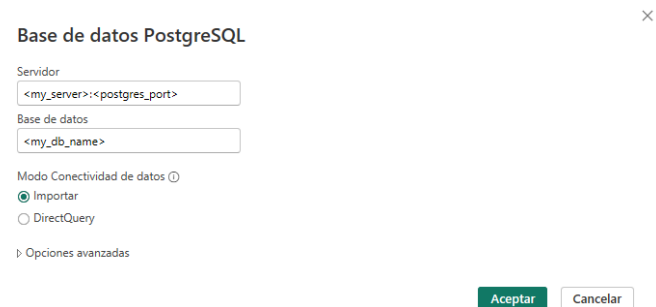 Base de datos PostgreSQL
Servidor
<my_server>:<postgres_port>
Base de datos
<my_db_name>
Modo Conectividad de datos
Importar
DirectQuery
Opciones avanzadas
Aceptar Cancelar